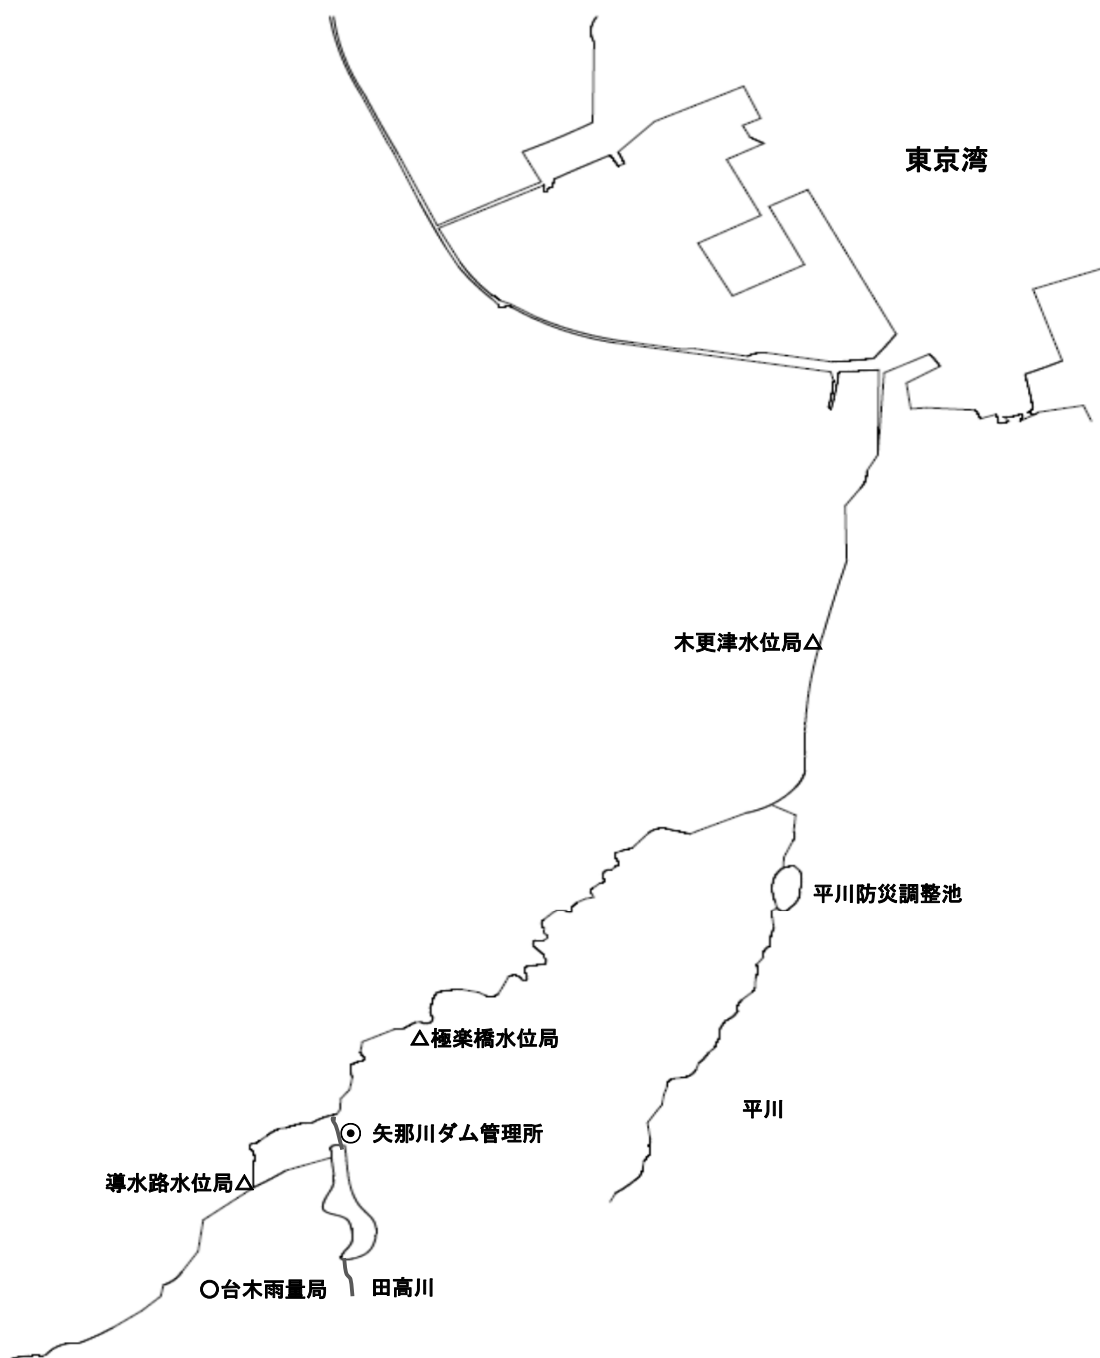 東京湾
木更津水位局△
平川防災調整池
△極楽橋水位局
平川
矢那川ダム管理所
導水路水位局△
○台木雨量局
田高川